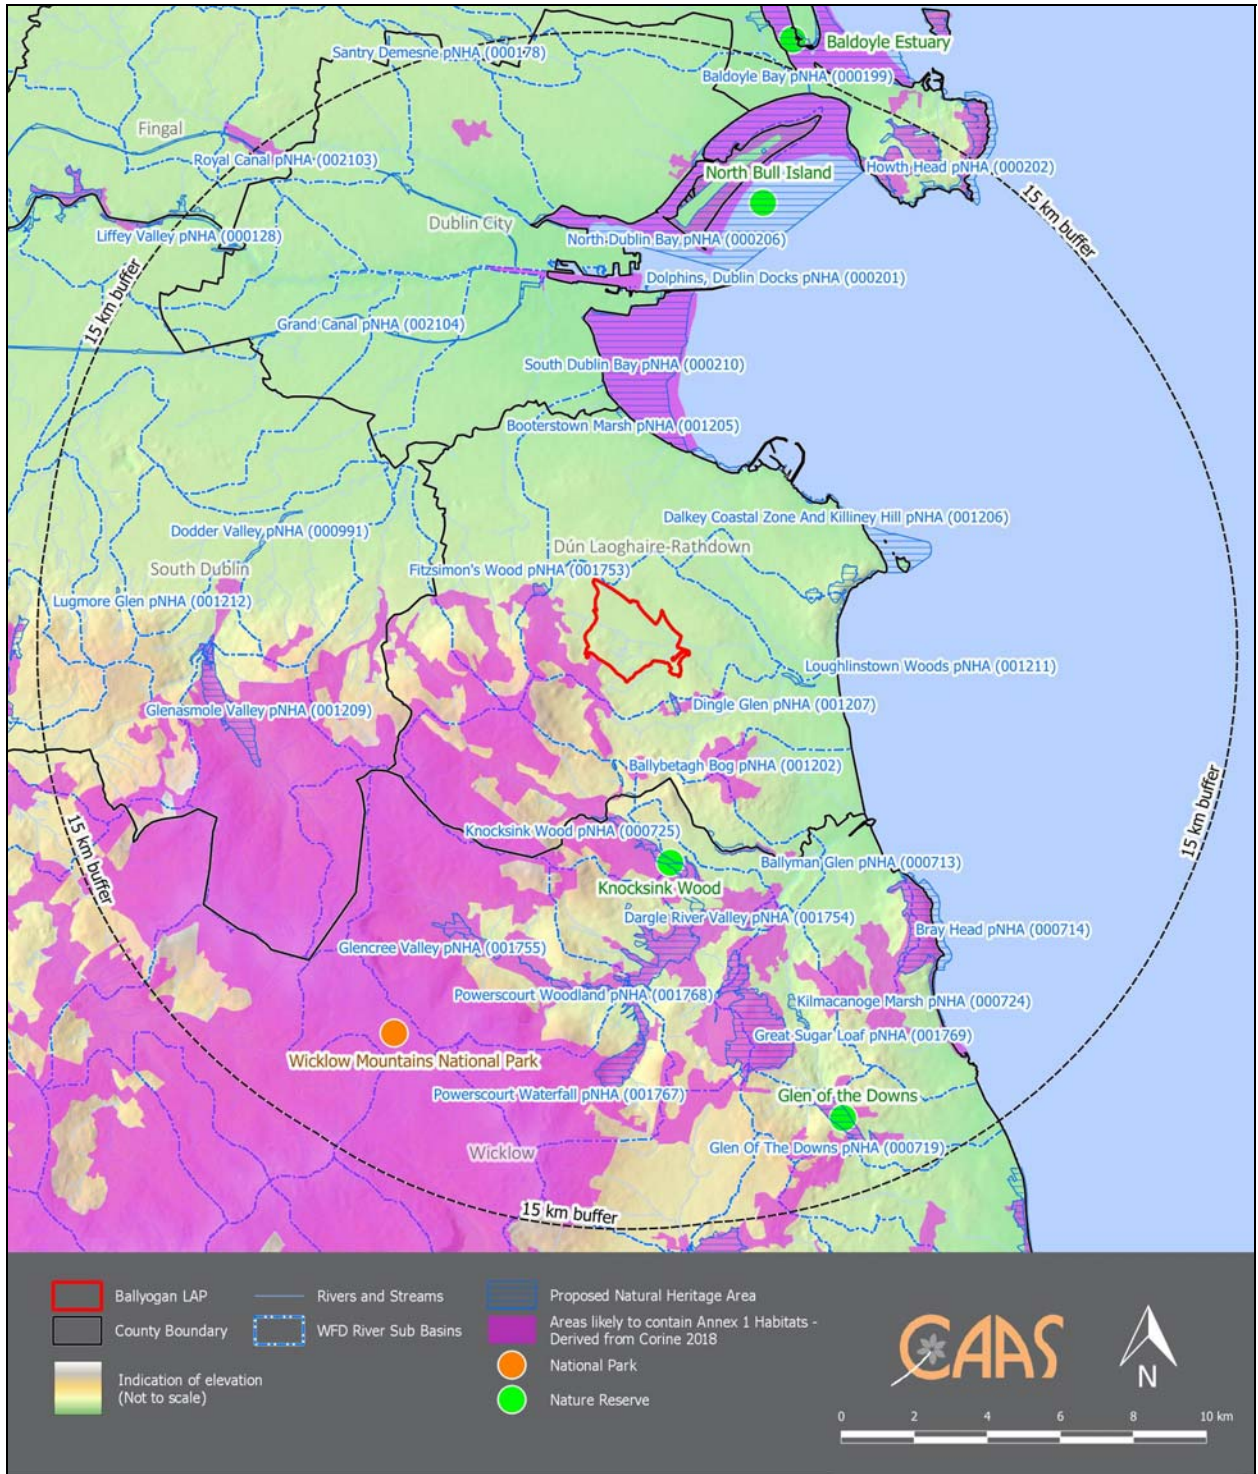 Baldoyle Estuary
Santry Demesne pNHA (000178)
Baldoyle Bay pNHA (000199)
Fingal
Royal Canal pNHA (002103)
Howth Head pNHA (000202)
North Bull Island
15 km buffer
Dublin City
Liffey Valley pNHA (000128)
North Dublin Bay pNHA (000206)
15 km buffer
Dolphins, Dublin Docks pNHA (000201)
Grand Canal pNHA (002104)
South Dublin Bay pNHA (000210)
Booterstown Marsh pNHA (001205)
Dalkey Coastal Zone And Killiney Hill pNHA (001206)
Dodder Valley pNHA (000991)
Dún Laoghaire-Rathdown
South Dublin
Fitzsimon's Wood pNHA (001753)
Lugmore Glen pNHA (001212)
Loughlinstown Woods pNHA (001211)
Glenasmole Valley pNHA (001209)
Dingle Glen pNHA (001207)
Ballybetagh Bog pNHA (001202)
15 km buffer
15 km buffer
Knocksink Wood pNHA (000725)
Ballyman Glen pNHA (000713)
Knocksink Wood
Dargle River Valley pNHA (001754)
Bray Head pNHA (000714)
Glencree Valley pNHA (001755)
Powerscourt Woodland pNHA (001768)
Kilmacanoge Marsh pNHA (000724)
Great Sugar Loaf pNHA (001769)
Wicklow Mountains National Park
Powerscourt Waterfall pNHA (001767)
Glen of the Downs
Glen Of The Downs pNHA (000719)
Wicklow
15 km buffer
Ballyogan LAP
County Boundary
Indication of elevation
(Not to scale)
Rivers and Streams
WFD River Sub Basins
Proposed Natural Heritage Area
Areas likely to contain Annex 1 Habitats -
Derived from Corine 2018
National Park
Nature Reserve
CAAS
N
0 2 4 6 8 10 km